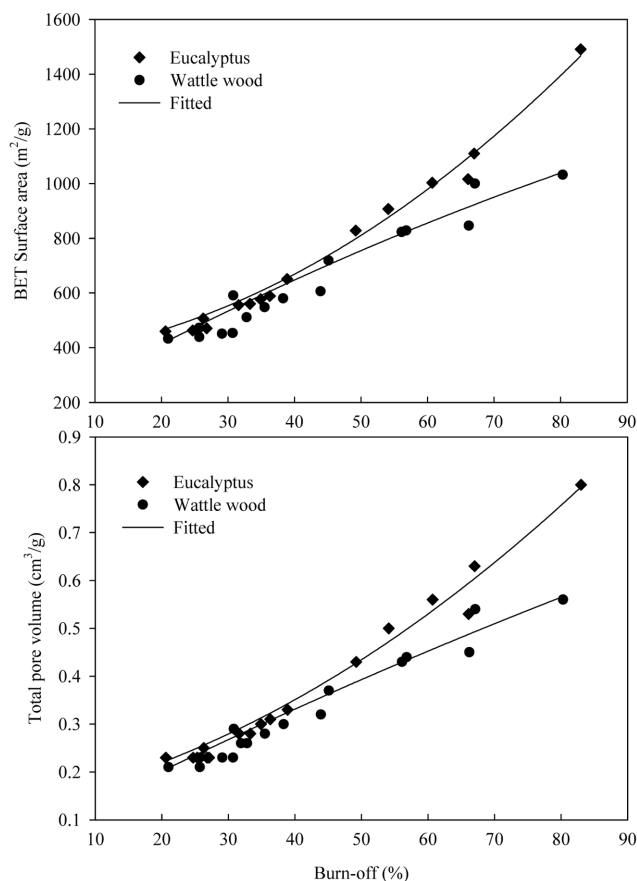 1600
1400
1200
1000
800
600
400
200
BET Surface area (m²/g)
Eucalyptus
Wattle wood
Fitted
10 20 30 40 50 60 70 80 90
0.9
0.8
0.7
0.6
0.5
0.4
0.3
0.2
0.1
Total pore volume (cm³/g)
Eucalyptus
Wattle wood
Fitted
10 20 30 40 50 60 70 80 90
Burn-off (%)